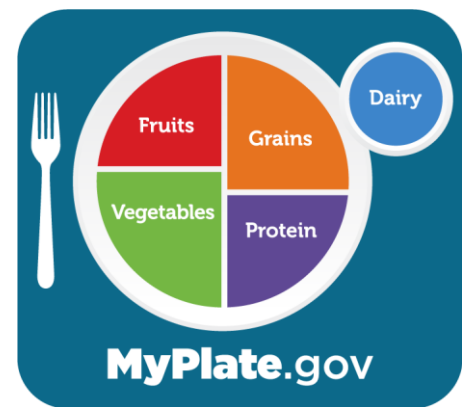 Fruits
Grains
Dairy
Vegetables
Protein
MyPlate.gov